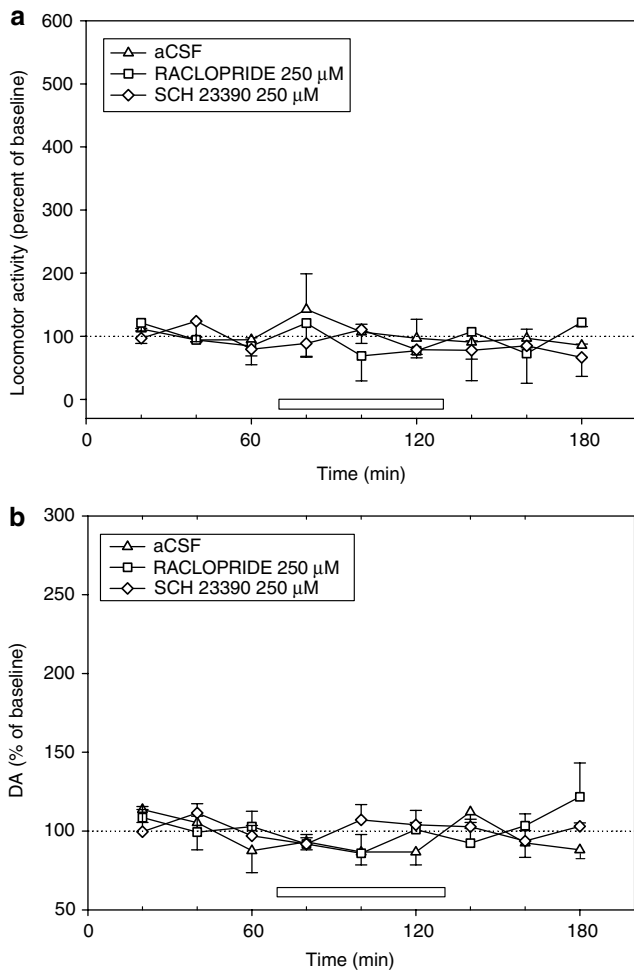 a
600
500
400
300
200
100
0
Locomotor activity (percent of baseline)
aCSF
RACLOPRIDE 250 μM
SCH 23390 250 μM
0 60 120 180
Time (min)
b
300
250
200
150
100
50
DA (% of baseline)
aCSF
RACLOPRIDE 250 μM
SCH 23390 250 μM
0 60 120 180
Time (min)